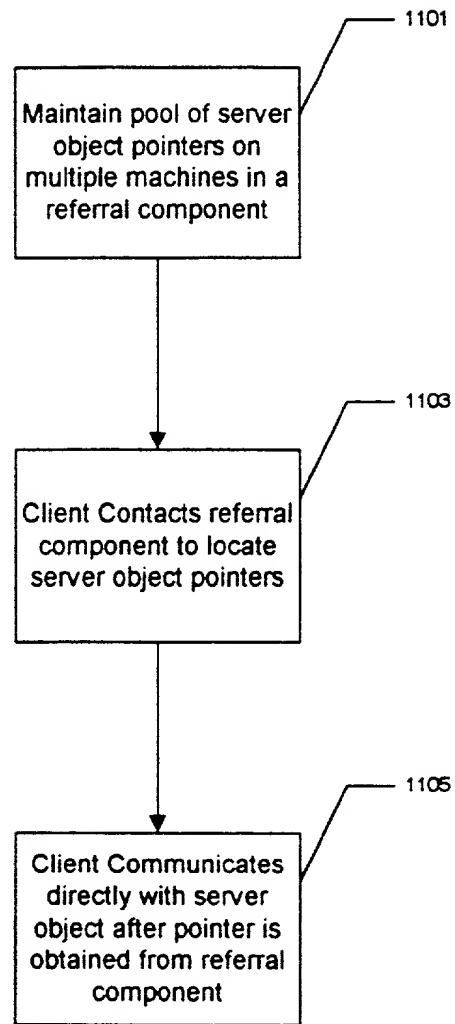 1101
Maintain pool of server
object pointers on
multiple machines in a
referral component
1103
Client Contacts referral
component to locate
server object pointers
1105
Client Communicates
directly with server
object after pointer is
obtained from referral
component